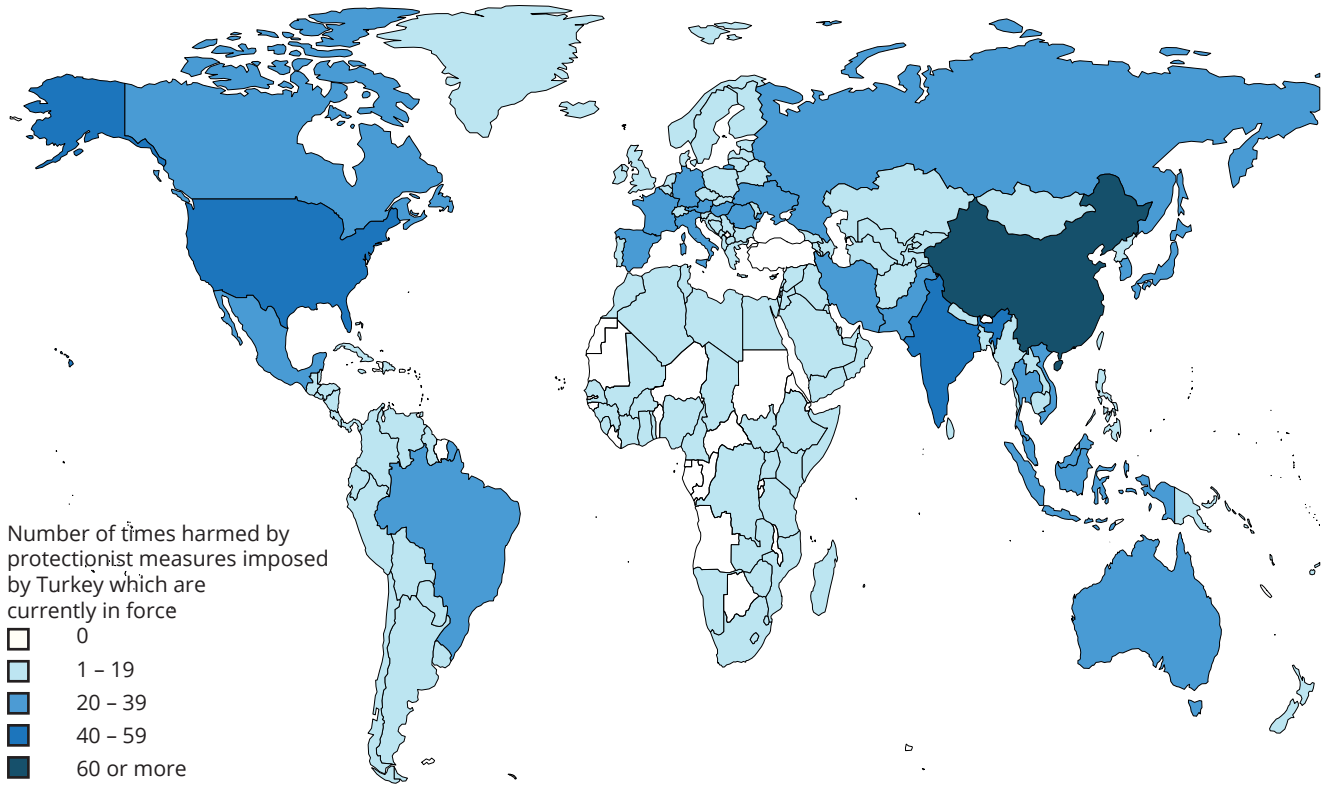 Number of times harmed by
protectionist measures imposed
by Turkey which are
currently in force
0
1 – 19
20 – 39
40 – 59
60 or more